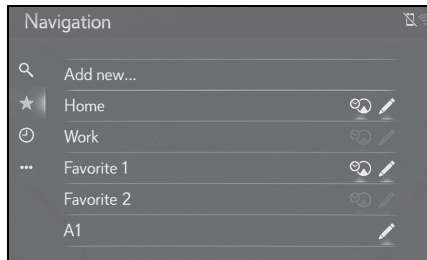 Navigation
Add new...
Home
Work
Favorite 1
Favorite 2
A1